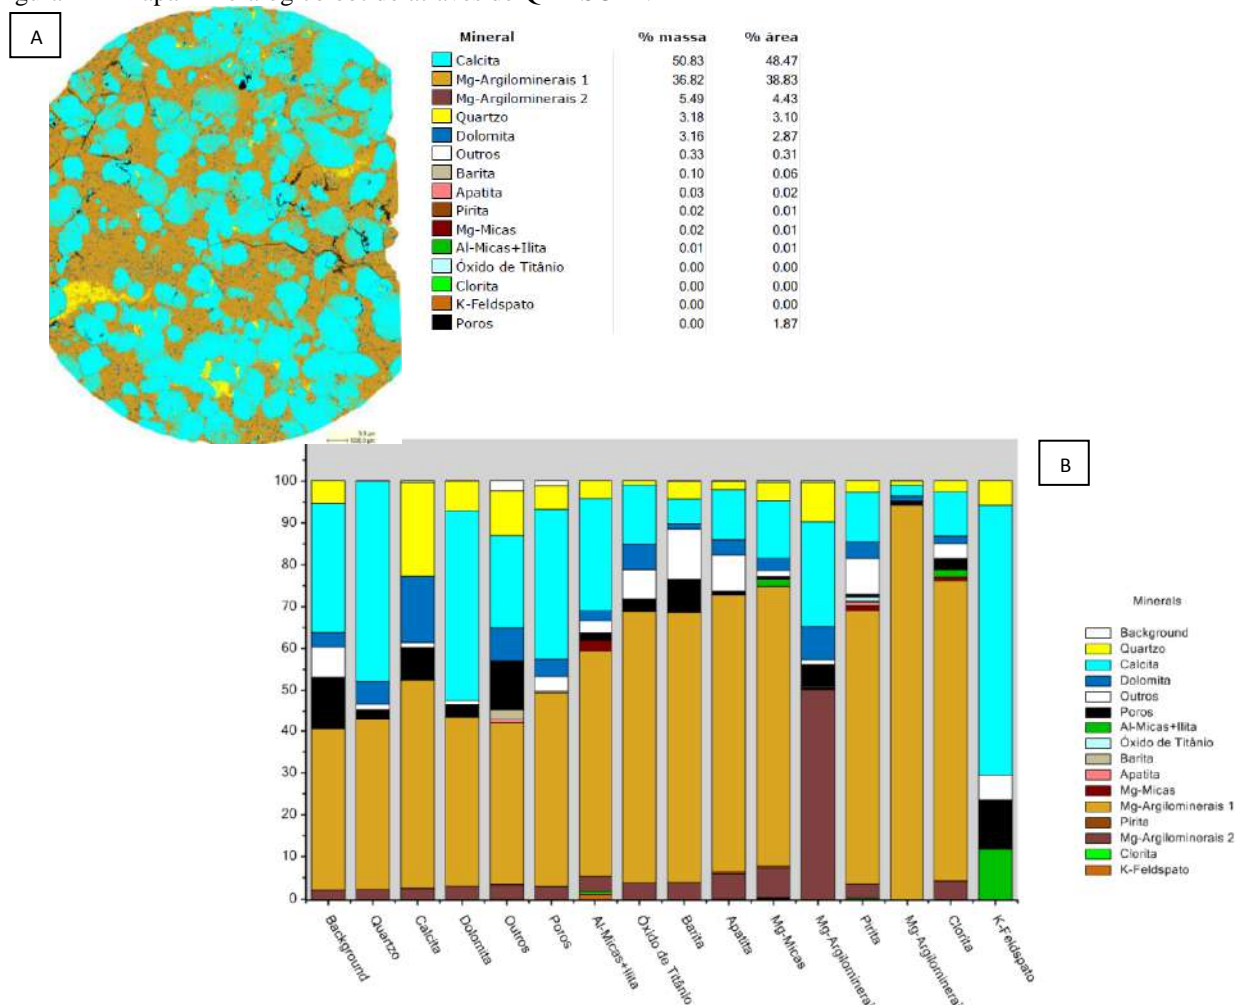 A
Mineral % massa % área
Calcita 50.83 48.47
Mg-Argilominerais 1 36.82 38.83
Mg-Argilominerais 2 5.49 4.43
Quartzo 3.18 3.10
Dolomita 3.16 2.87
Outros 0.33 0.31
Barita 0.10 0.06
Apatita 0.03 0.02
Pirita 0.02 0.01
Mg-Micas 0.02 0.01
Al-Micas+Ilita 0.01 0.01
Óxido de Titânio 0.00 0.00
Clorita 0.00 0.00
K-Feldspato 0.00 0.00
Poros 0.00 1.87
B
100
90
80
70
60
50
40
30
20
10
0
Background
Quartzo
Calcita
Dolomita
Outros
Poros
Al-Micas+Ilita
Óxido de Titânio
Barita
Apatita
Mg-Micas
Mg-Argilominerai
Pirita
Mg-Argilominerai
Clorita
K-Feldspato
Minerals
Background
Quartzo
Calcita
Dolomita
Outros
Poros
Al-Micas+Ilita
Óxido de Titânio
Barita
Apatita
Mg-Micas
Mg-Argilominerais 1
Pirita
Mg-Argilominerais 2
Clorita
K-Feldspato